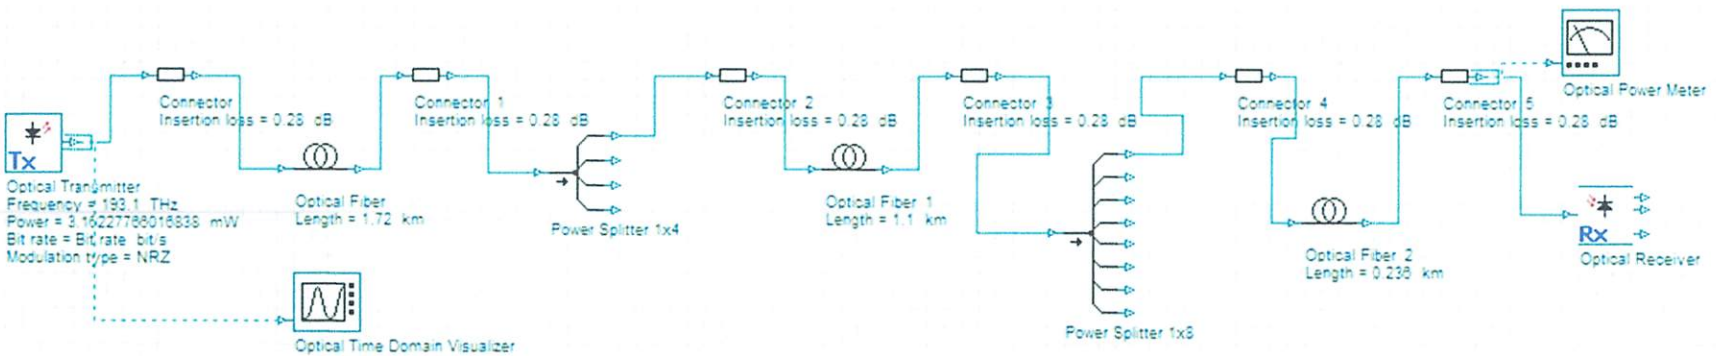 Optical Power Meter
Connector
Insertion loss = 0.28 dB
Connector 1
Insertion loss = 0.28 dB
Connector 2
Insertion loss = 0.28 dB
Connector 3
Insertion loss = 0.28 dB
Connector 4
Insertion loss = 0.28 dB
Connector 5
Insertion loss = 0.28 dB
Tx
Optical Transmitter
Frequency = 193.1 THz
Power = 3.16227766016838 mW
Bit rate = Bit rate bit/s
Modulation type = NRZ
Optical Fiber
Length = 1.72 km
Power Splitter 1x4
Optical Fiber 1
Length = 1.1 km
Power Splitter 1x8
Optical Fiber 2
Length = 0.236 km
Rx
Optical Receiver
Optical Time Domain Visualizer